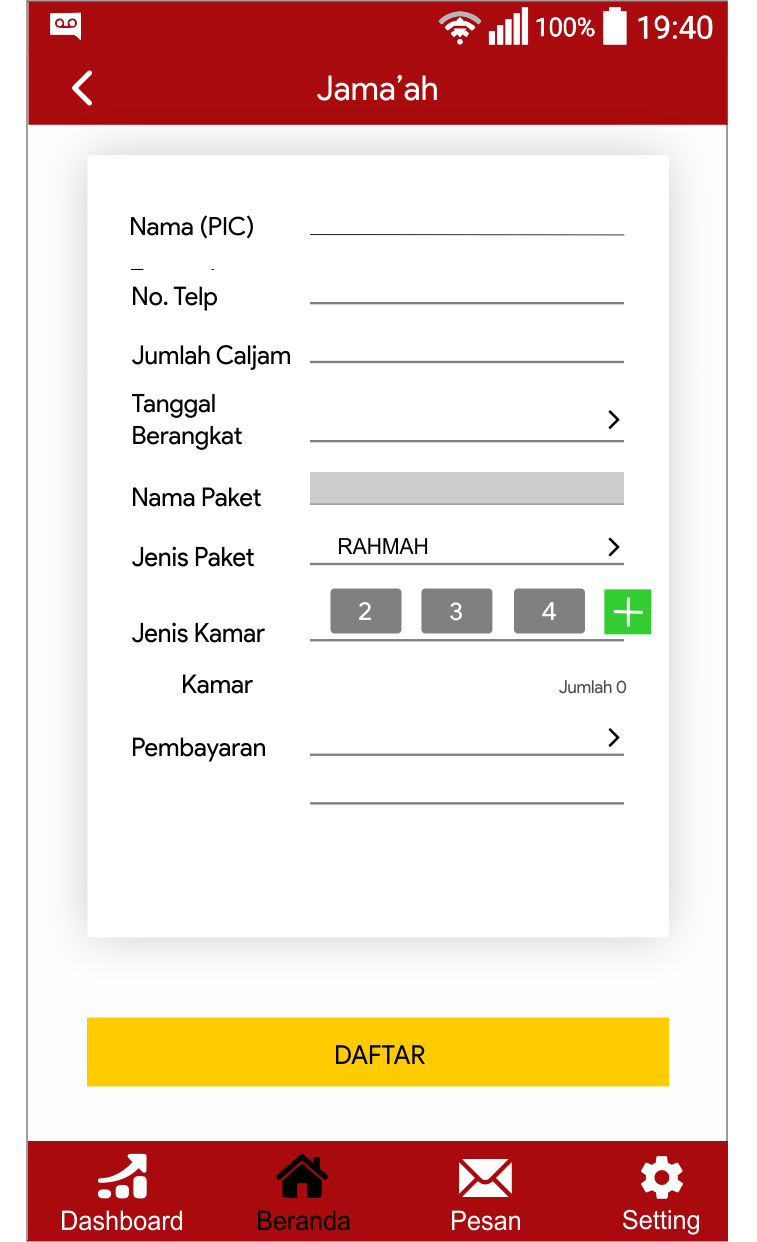 100% 19:40
Jama’ah
Nama (PIC)
No. Telp
Jumlah Caljam
Tanggal
Berangkat
Nama Paket
Jenis Paket RAHMAH
2 3 4
Jenis Kamar
Kamar Jumlah 0
Pembayaran
DAFTAR
Dashboard Beranda Pesan Setting